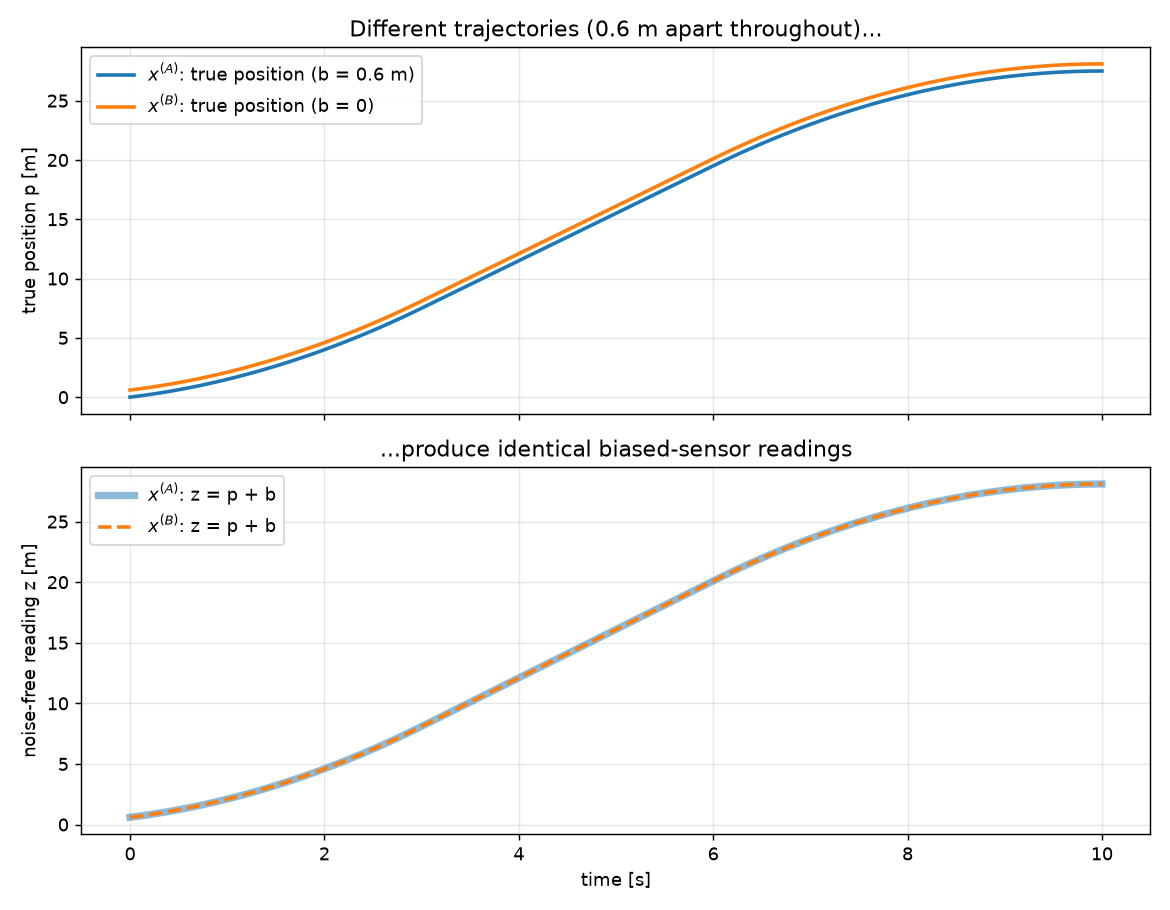 Different trajectories (0.6 m apart throughout)...
x^(A): true position (b = 0.6 m)
x^(B): true position (b = 0)
true position p [m]
25
20
15
10
5
0
...produce identical biased-sensor readings
x^(A): z = p + b
x^(B): z = p + b
noise-free reading z [m]
25
20
15
10
5
0
0 2 4 6 8 10
time [s]